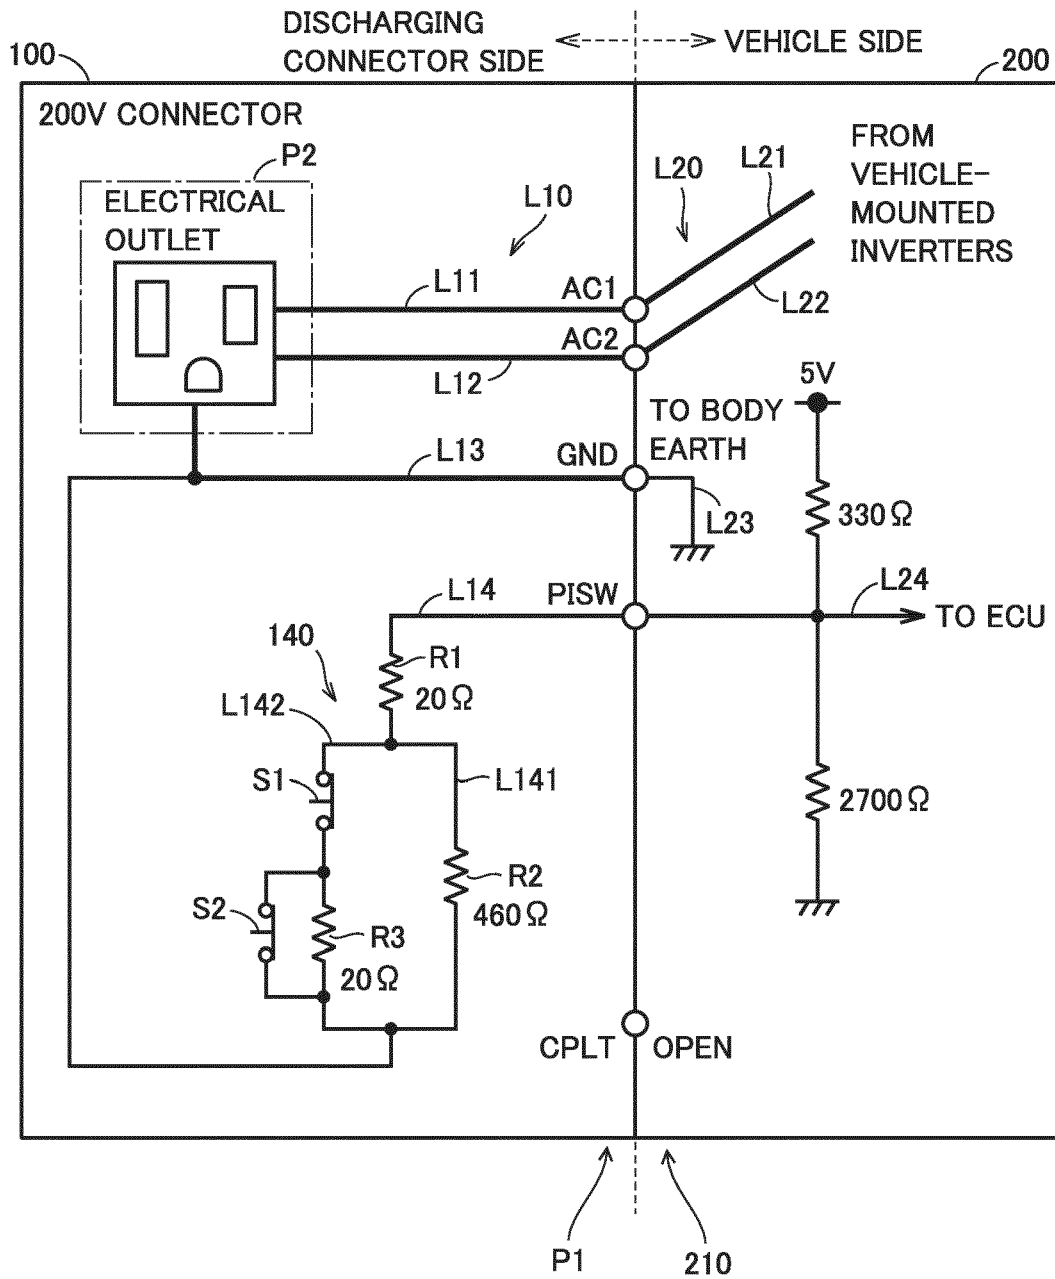 DISCHARGING
CONNECTOR SIDE
VEHICLE SIDE
100
200
200V CONNECTOR
P2
ELECTRICAL
OUTLET
L10
L20
L21
FROM
VEHICLE-
MOUNTED
INVERTERS
L11
AC1
L22
AC2
L12
5V
TO BODY
EARTH
L13
GND
L23
330Ω
L14
PISW
L24
TO ECU
140
R1
20Ω
L142
S1
L141
2700Ω
R2
460Ω
S2
R3
20Ω
CPLT
OPEN
P1
210